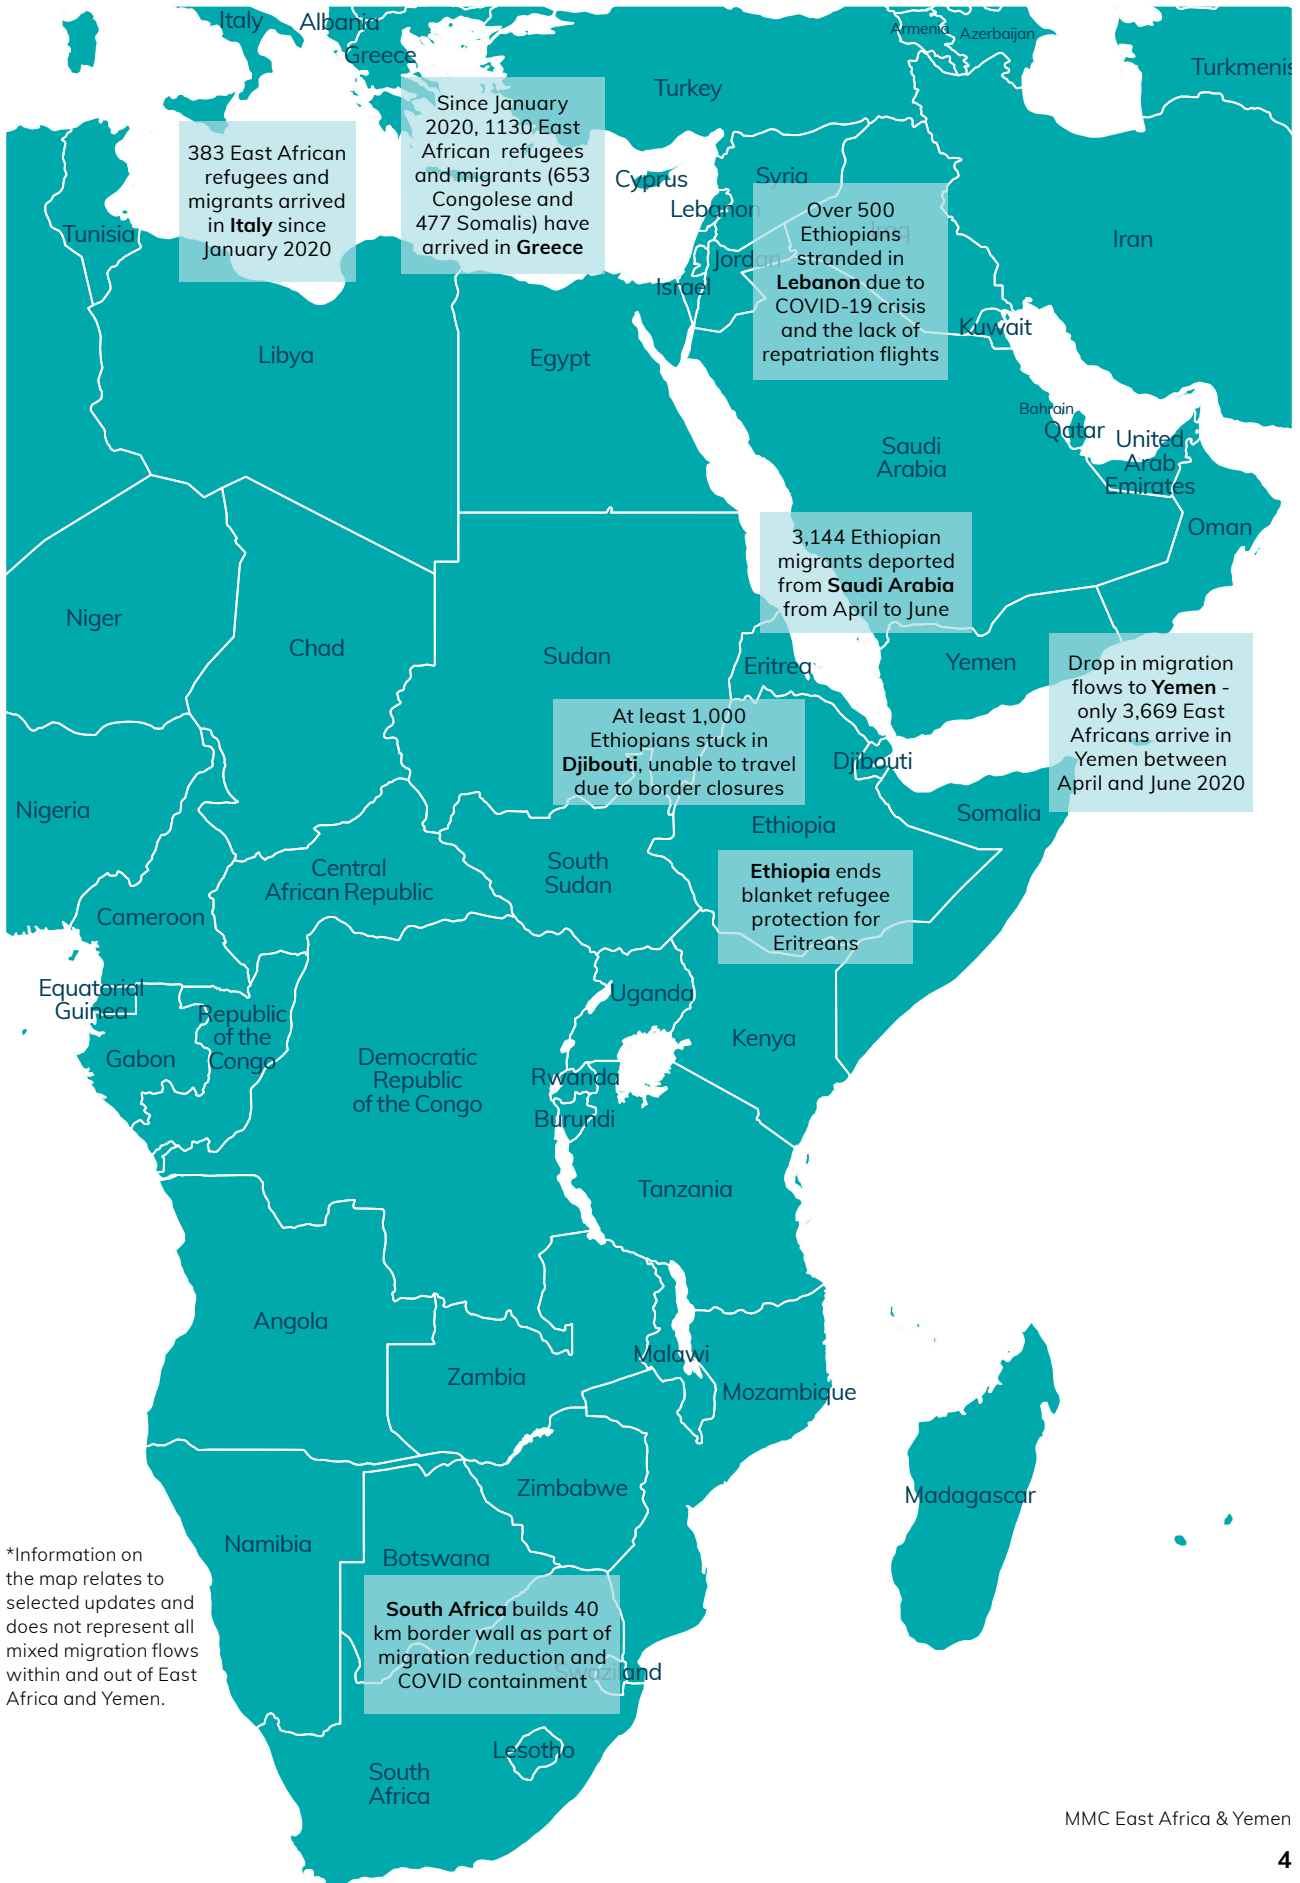 Italy
Albania
Greece
Armenia
Azerbaijan
Turkey
Since January
2020, 1130 East
African refugees
and migrants (653
Congolese and
477 Somalis) have
arrived in Greece
383 East African
refugees and
migrants arrived
in Italy since
January 2020
Tunisia
Cyprus
Syria
Lebanon
Iraq
Jordan
Israel
Over 500
Ethiopians
stranded in
Lebanon due to
COVID-19 crisis
and the lack of
repatriation flights
Turkmenis
Iran
Kuwait
Libya
Egypt
Bahrain
Qatar
United
Arab
Emirates
Saudi
Arabia
Oman
3,144 Ethiopian
migrants deported
from Saudi Arabia
from April to June
Niger
Chad
Sudan
Eritrea
Yemen
Drop in migration
flows to Yemen -
only 3,669 East
Africans arrive in
Yemen between
April and June 2020
At least 1,000
Ethiopians stuck in
Djibouti, unable to travel
due to border closures
Djibouti
Nigeria
Somalia
Ethiopia
Central
African Republic
South
Sudan
Ethiopia ends
blanket refugee
protection for
Eritreans
Cameroon
Equatorial
Guinea
Republic
of the
Congo
Gabon
Uganda
Kenya
Democratic
Republic
of the Congo
Rwanda
Burundi
Tanzania
Angola
Zambia
Malawi
Mozambique
Zimbabwe
Madagascar
Namibia
Botswana
*Information on
the map relates to
selected updates and
does not represent all
mixed migration flows
within and out of East
Africa and Yemen.
South Africa builds 40
km border wall as part of
migration reduction and
COVID containment
Swaziland
Lesotho
South
Africa
MMC East Africa & Yemen
4